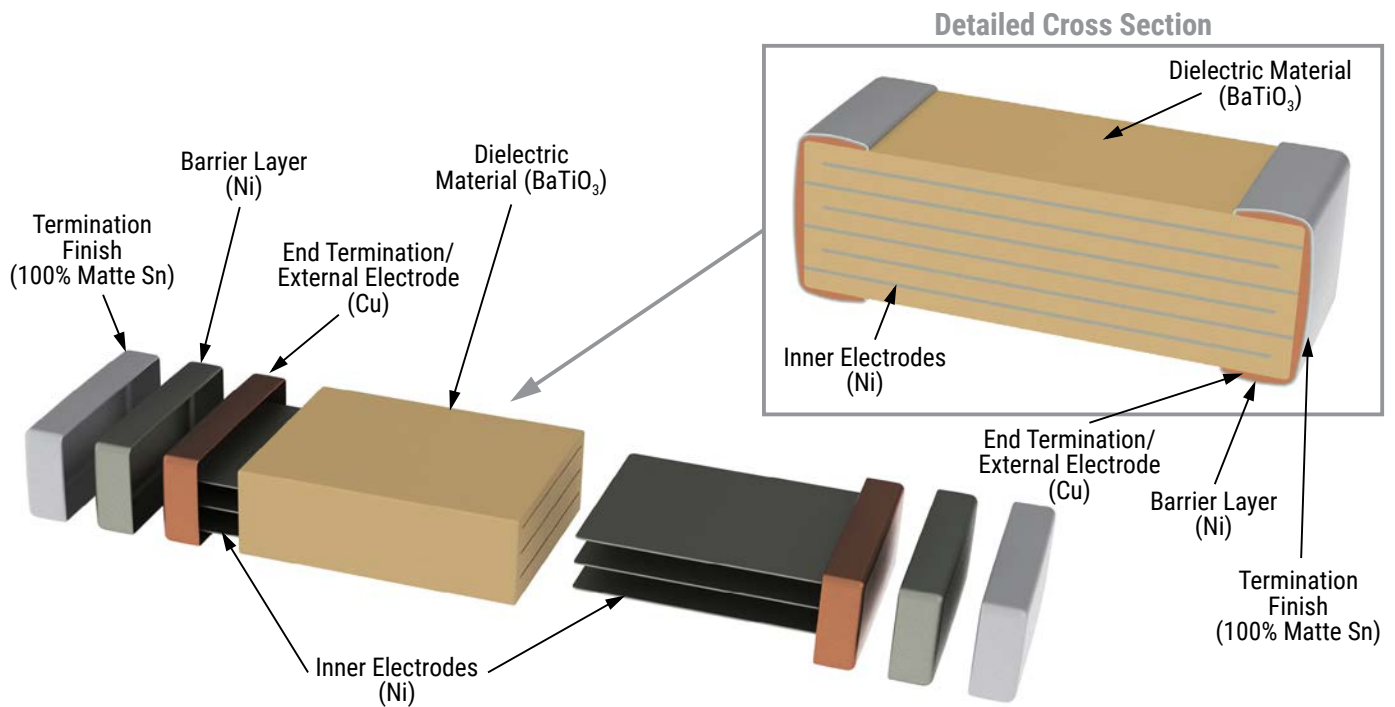 Detailed Cross Section
Dielectric Material
(BaTiO₃)
Inner Electrodes
(Ni)
End Termination/
External Electrode
(Cu)
Barrier Layer
(Ni)
Termination
Finish
(100% Matte Sn)
Barrier Layer
(Ni)
Dielectric
Material (BaTiO₃)
Termination
Finish
(100% Matte Sn)
End Termination/
External Electrode
(Cu)
Inner Electrodes
(Ni)